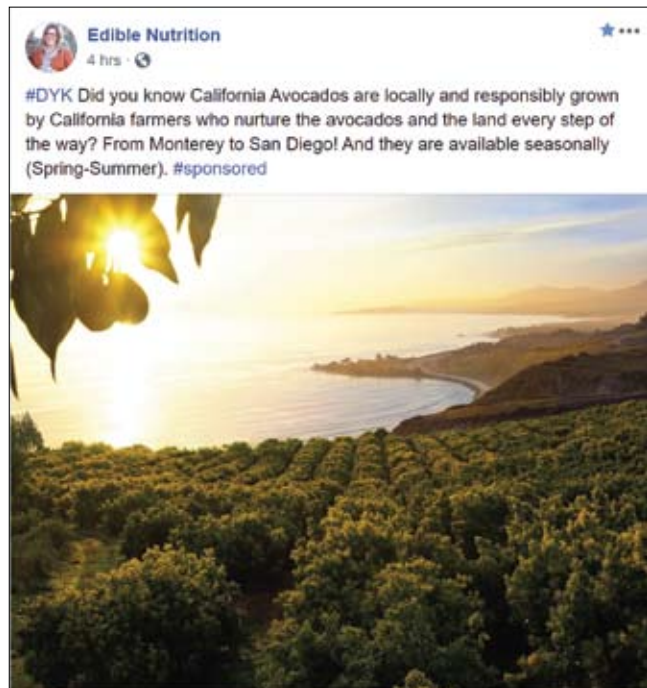 Edible Nutrition
4 hrs ·
#DYK Did you know California Avocados are locally and responsibly grown
by California farmers who nurture the avocados and the land every step of
the way? From Monterey to San Diego! And they are available seasonally
(Spring-Summer). #sponsored